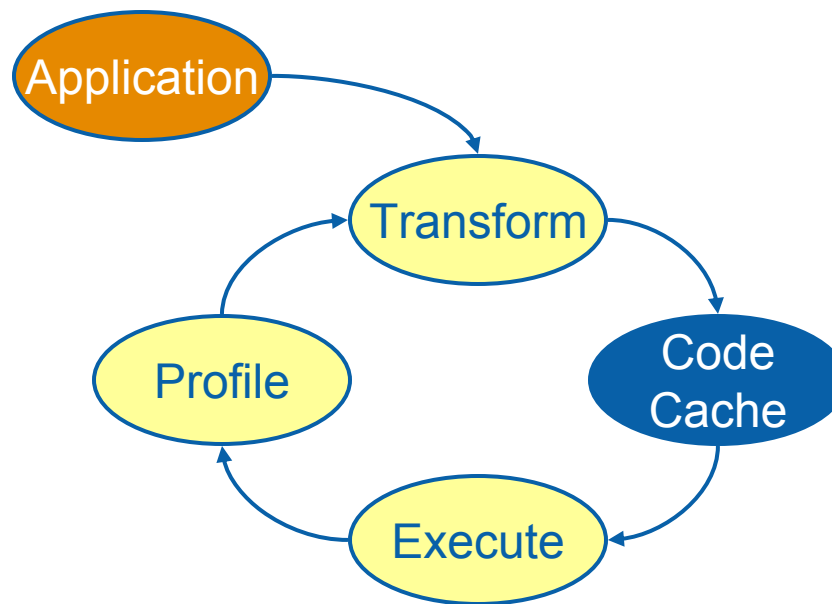 Application
Transform
Profile
Code
Cache
Execute